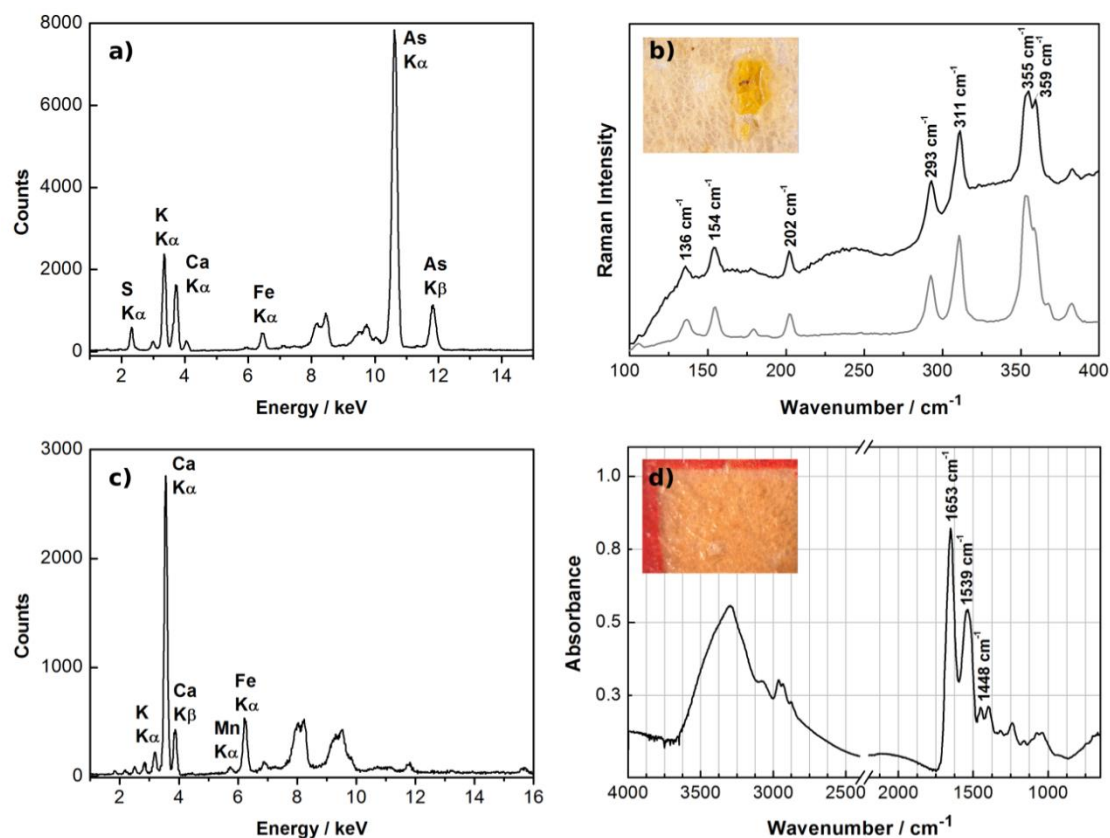 a)
8000
6000
4000
2000
0
Counts
2 4 6 8 10 12 14
Energy / keV
S
Kα
K
Kα
Ca
Kα
Fe
Kα
As
Kα
As
Kβ
b)
Raman Intensity
136 cm⁻¹
154 cm⁻¹
202 cm⁻¹
293 cm⁻¹
311 cm⁻¹
355 cm⁻¹
359 cm⁻¹
100 150 200 250 300 350 400
Wavenumber / cm⁻¹
c)
3000
2000
1000
0
Counts
2 4 6 8 10 12 14 16
Energy / keV
K
Kα
Ca
Kα
Ca
Kβ
Mn
Kα
Fe
Kα
d)
1.0
0.8
0.5
0.3
Absorbance
1653 cm⁻¹
1539 cm⁻¹
1448 cm⁻¹
4000 3500 3000 2500 2000 1500 1000
Wavenumber / cm⁻¹